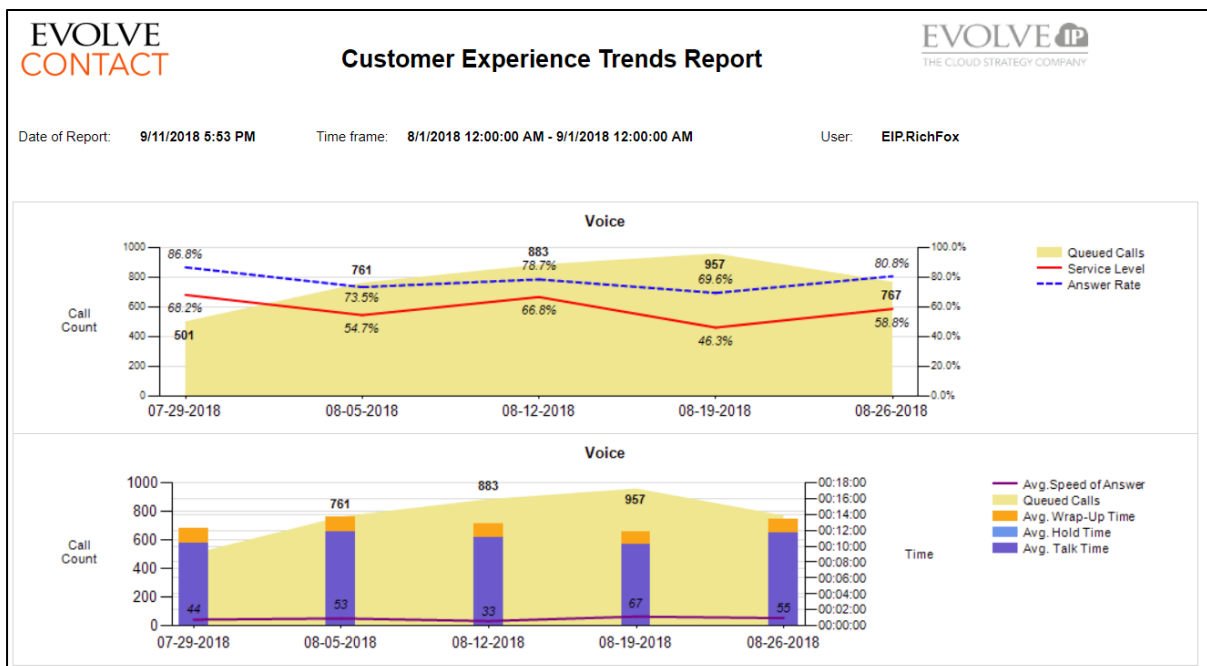 EVOLVE
CONTACT
Customer Experience Trends Report
EVOLVE IP
THE CLOUD STRATEGY COMPANY
Date of Report: 9/11/2018 5:53 PM Time frame: 8/1/2018 12:00:00 AM - 9/1/2018 12:00:00 AM User: EIP.RichFox
Voice
1000
800
600
400
200
0
Call
Count
100.0%
80.0%
60.0%
40.0%
20.0%
0.0%
86.8%
68.2%
501
761
73.5%
54.7%
883
78.7%
66.8%
957
69.6%
46.3%
80.8%
767
58.8%
07-29-2018 08-05-2018 08-12-2018 08-19-2018 08-26-2018
Queued Calls
Service Level
Answer Rate
Voice
1000
800
600
400
200
0
Call
Count
761
883
957
44
53
33
67
55
00:18:00
00:16:00
00:14:00
00:12:00
00:10:00
00:08:00
00:06:00
00:04:00
00:02:00
00:00:00
Time
07-29-2018 08-05-2018 08-12-2018 08-19-2018 08-26-2018
Avg.Speed of Answer
Queued Calls
Avg. Wrap-Up Time
Avg. Hold Time
Avg. Talk Time